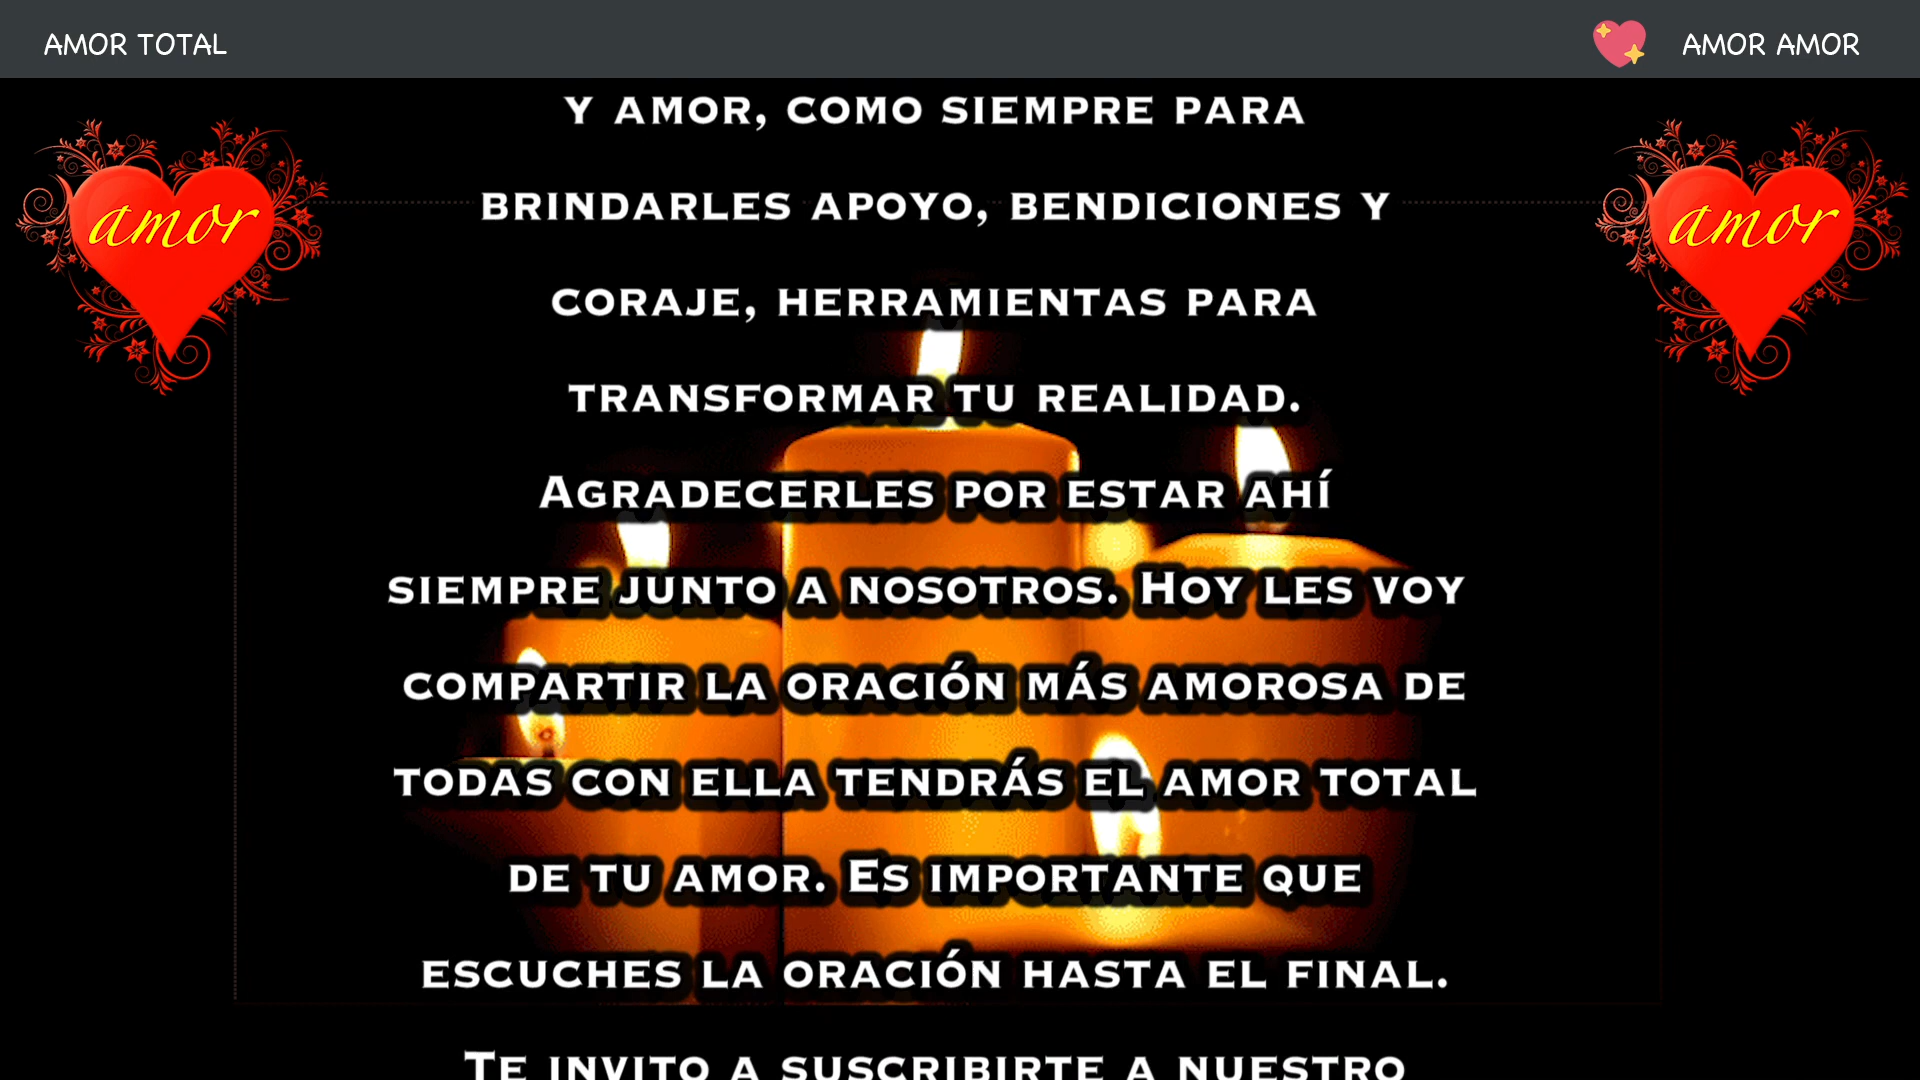 AMOR TOTAL
AMOR AMOR
amor
amor
Y AMOR, COMO SIEMPRE PARA
BRINDARLES APOYO, BENDICIONES Y
CORAJE, HERRAMIENTAS PARA
TRANSFORMAR TU REALIDAD.
AGRADECERLES POR ESTAR AHÍ
SIEMPRE JUNTO A NOSOTROS. HOY LES VOY
COMPARTIR LA ORACIÓN MÁS AMOROSA DE
TODAS CON ELLA TENDRÁS EL AMOR TOTAL
DE TU AMOR. ES IMPORTANTE QUE
ESCUCHES LA ORACIÓN HASTA EL FINAL.
TE INVITO A SUSCRIBIRTE A NUESTRO